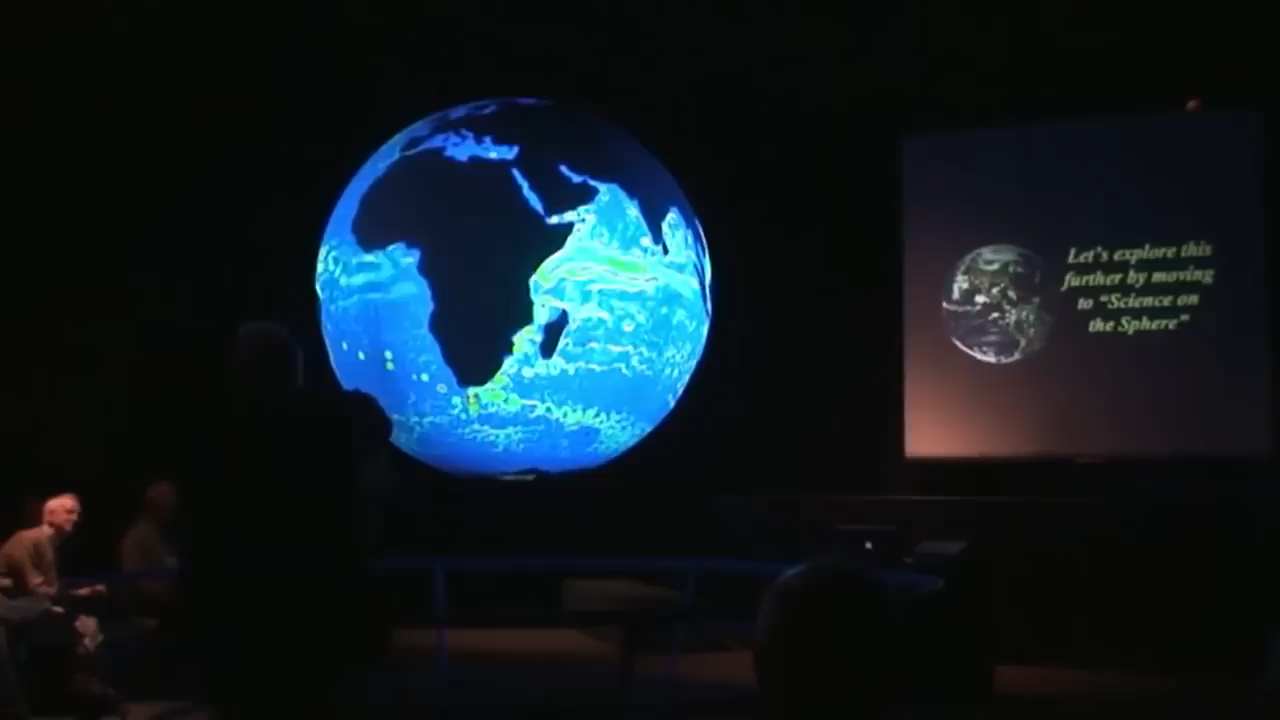 Let's explore this
further by moving
to "Science on
the Sphere"